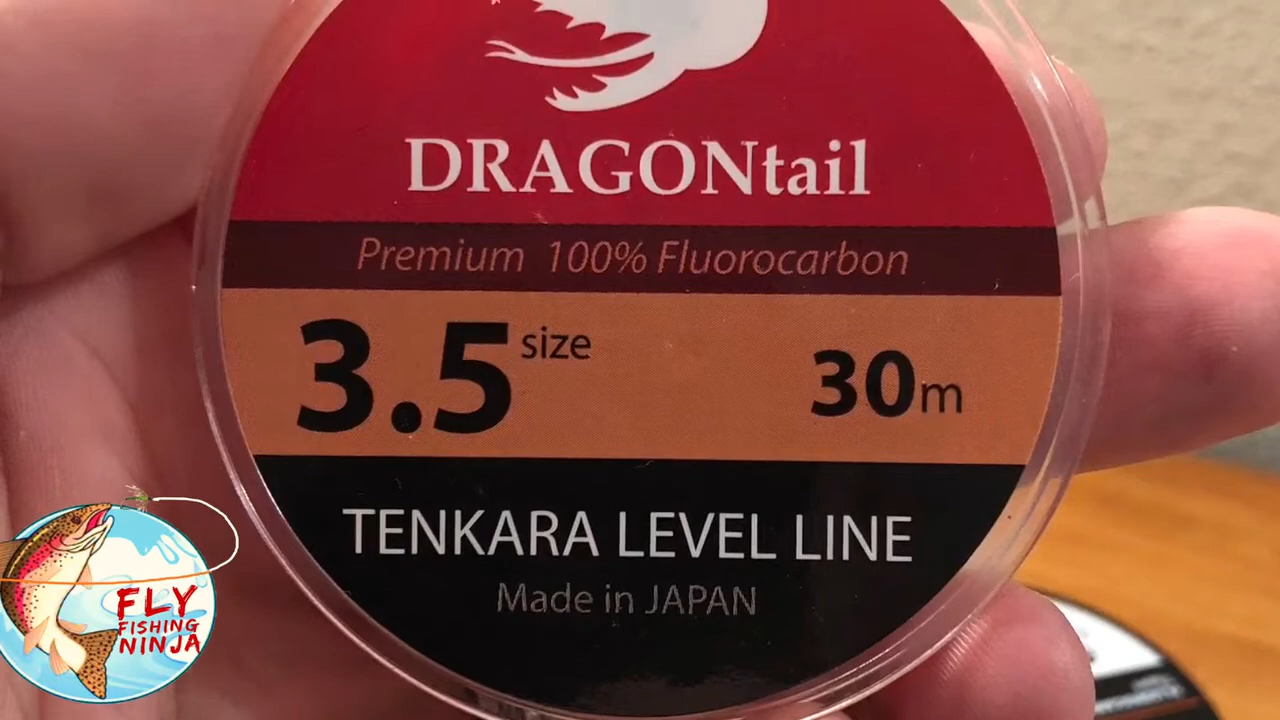 DRAGONtail
Premium 100% Fluorocarbon
3.5 size 30m
TENKARA LEVEL LINE
Made in JAPAN
FLY
FISHING
NINJA